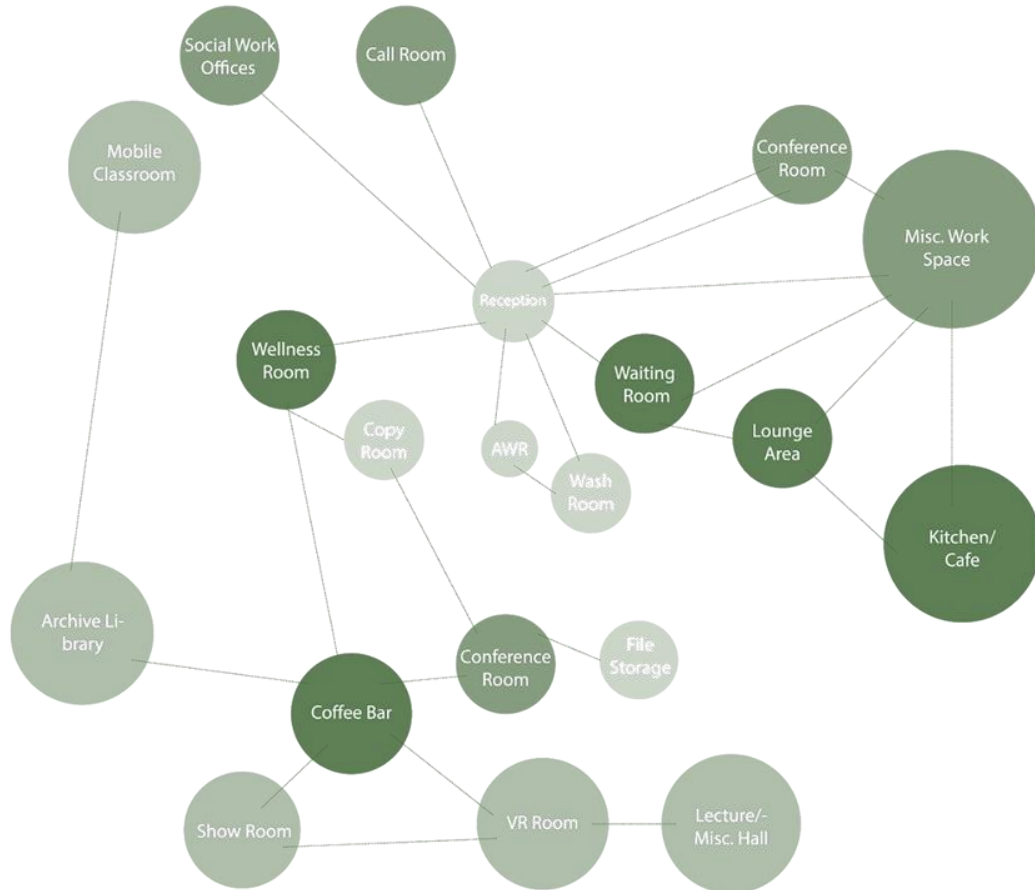 Social Work
Offices
Call Room
Mobile
Classroom
Conference
Room
Misc. Work
Space
Reception
Wellness
Room
Waiting
Room
Copy
Room
AWR
Lounge
Area
Wash
Room
Kitchen/
Cafe
Archive Li-
brary
Conference
Room
File
Storage
Coffee Bar
Show Room
VR Room
Lecture/-
Misc. Hall